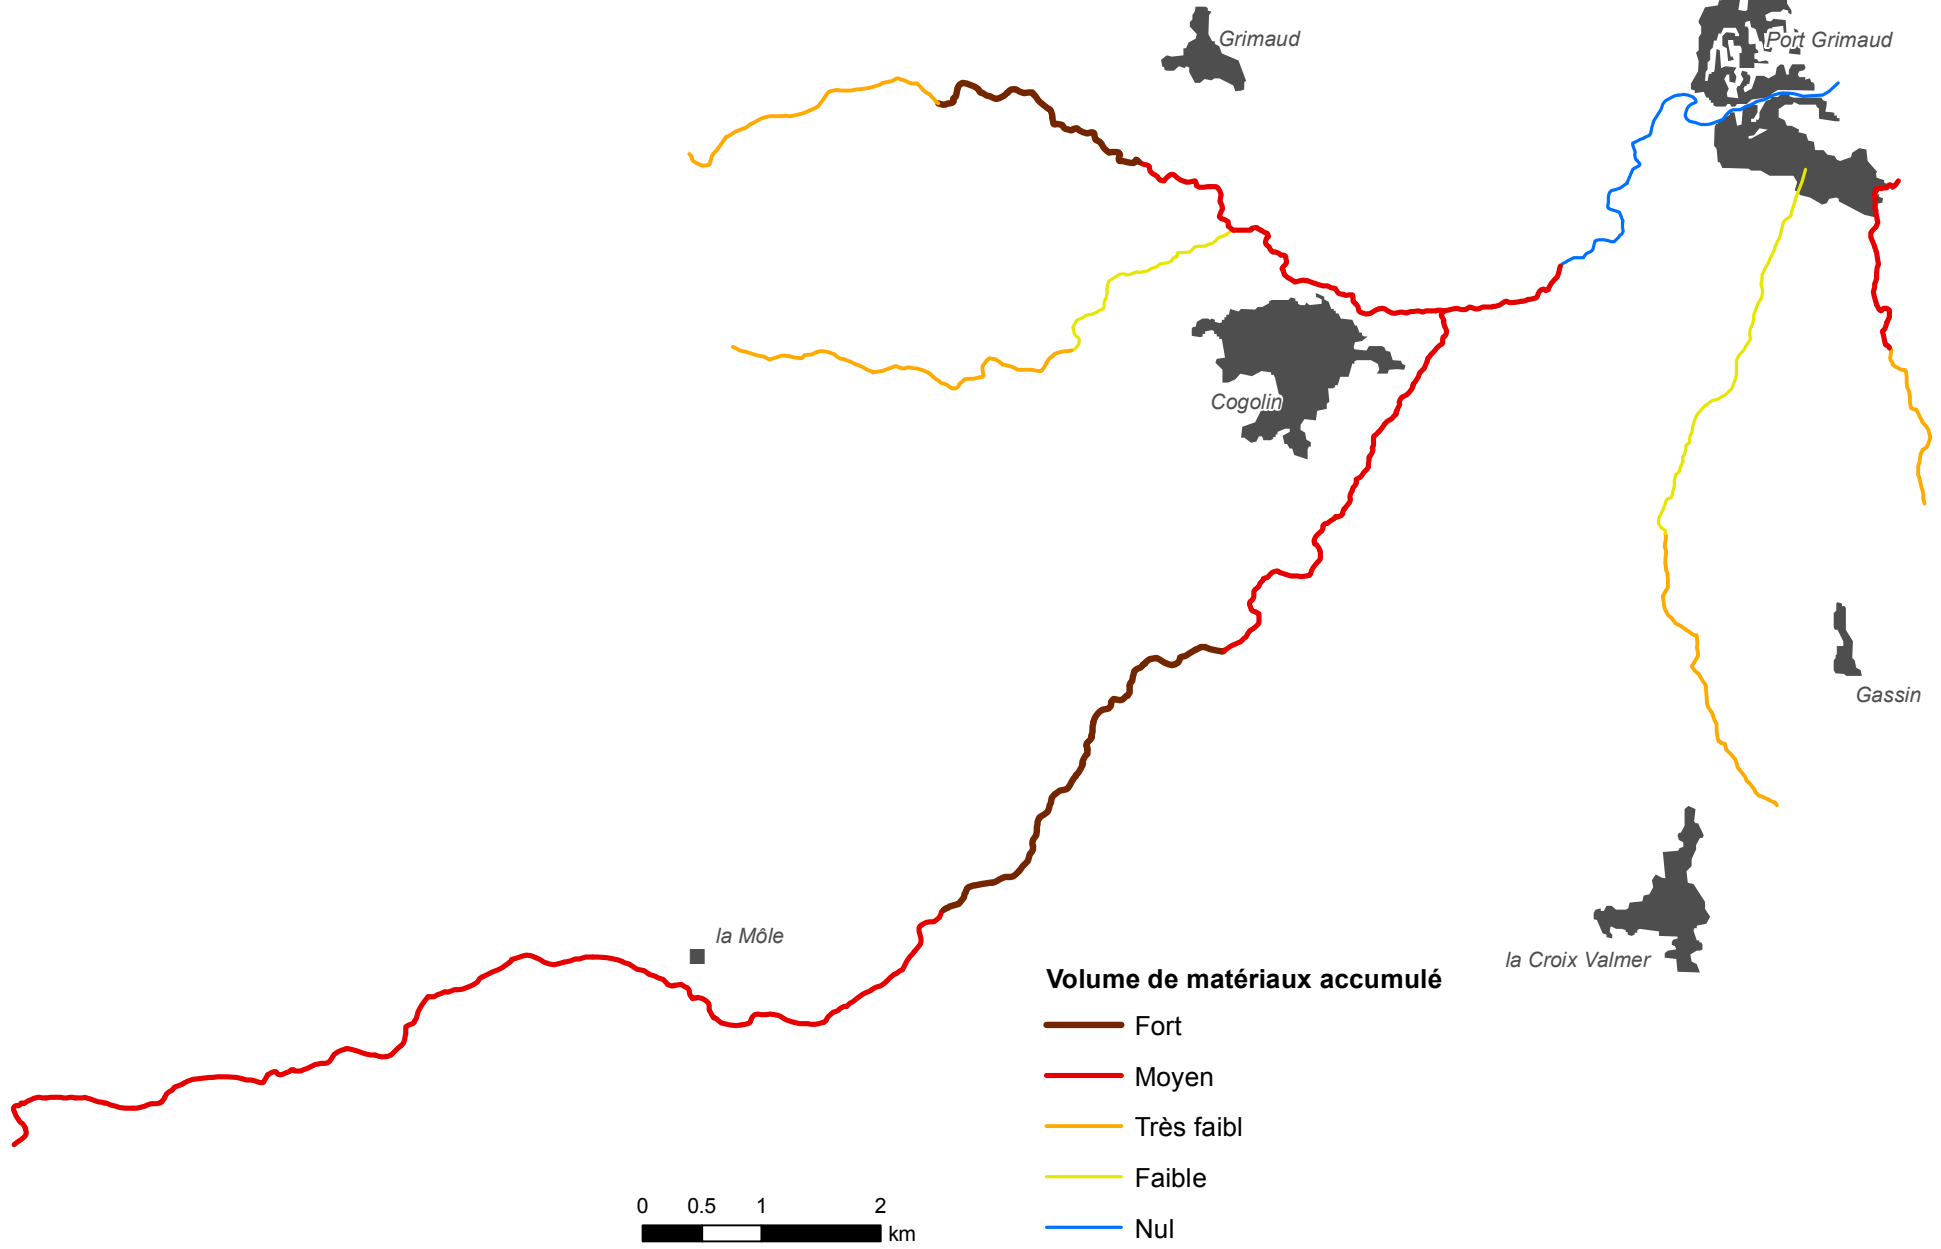 Grimaud
Port Grimaud
Cogolin
Gassin
la Môle
la Croix Valmer
Volume de matériaux accumulé
Fort
Moyen
Très faibl
Faible
Nul
0 0.5 1 2
km